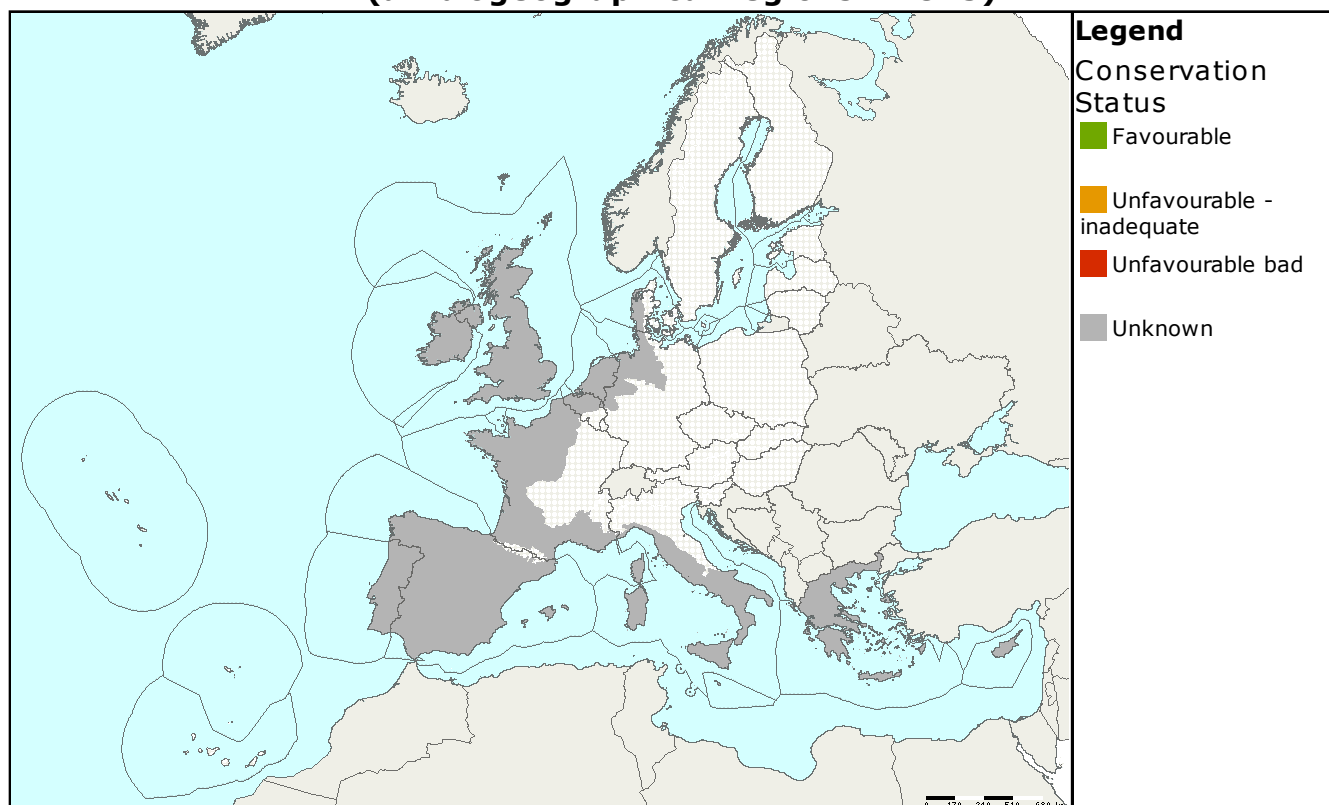 Legend
Conservation
Status
Favourable
Unfavourable -
inadequate
Unfavourable bad
Unknown